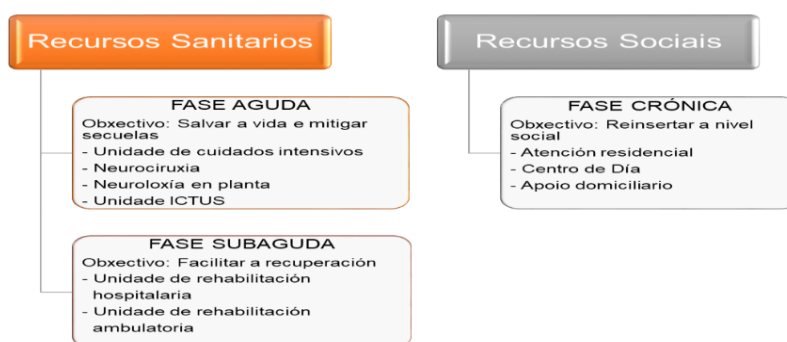 Recursos Sanitarios
FASE AGUDA
Obxectivo: Salvar a vida e mitigar
secuelas
- Unidade de cuidados intensivos
- Neurociruxia
- Neuroloxía en planta
- Unidade ICTUS
FASE SUBAGUDA
Obxectivo: Facilitar a recuperación
- Unidade de rehabilitación
hospitalaria
- Unidade de rehabilitación
ambulatoria
Recursos Sociais
FASE CRÓNICA
Obxectivo: Reinsertar a nivel
social
- Atención residencial
- Centro de Día
- Apoio domiciliario